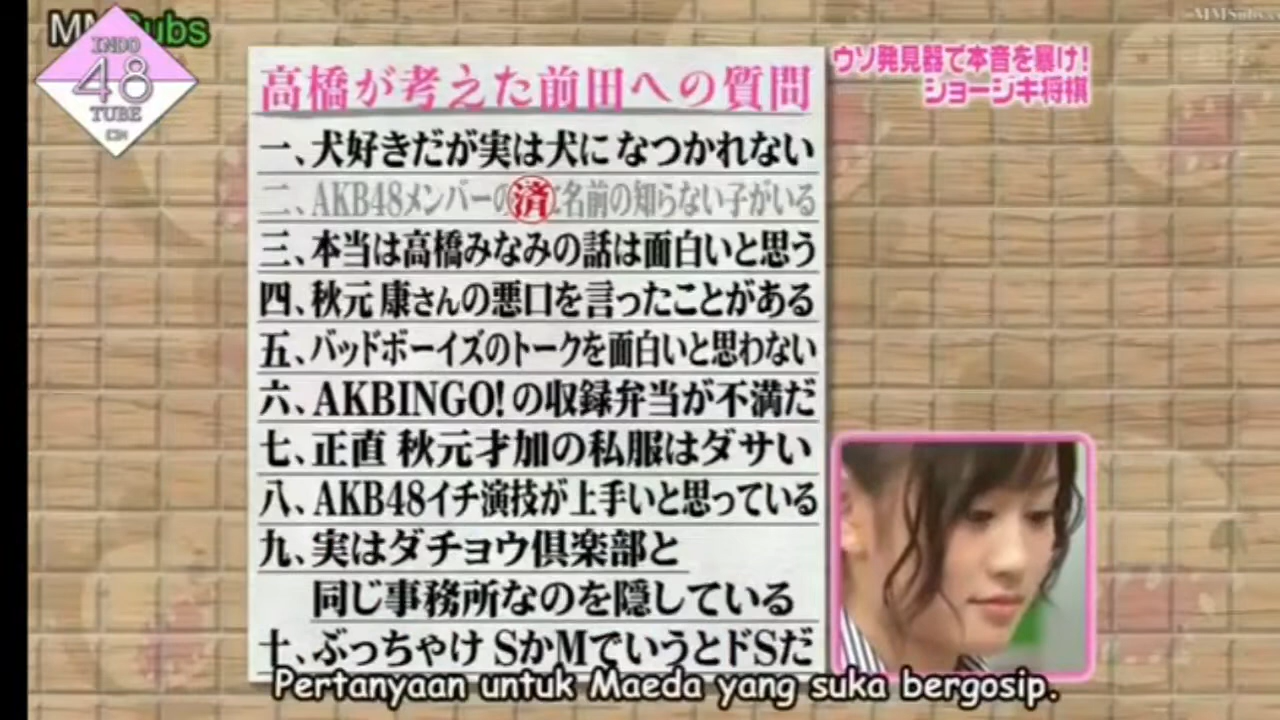 MMSubs
INDO
48
TUBE
MMSubs
ウソ発見器で本音を暴け!
ショージキ将棋
高橋が考えた前田への質問
一、犬好きだが実は犬になつかれない
二、AKB48メンバーの 済 名前の知らない子がいる
三、本当は高橋みなみの話は面白いと思う
四、秋元康さんの悪口を言ったことがある
五、バッドボーイズのトークを面白いと思わない
六、AKBINGO!の収録弁当が不満だ
七、正直 秋元才加の私服はダサい
八、AKB48イチ演技が上手いと思っている
九、実はダチョウ倶楽部と
同じ事務所なのを隠している
十、ぶっちゃけ SかMでいうとドSだ
Pertanyaan untuk Maeda yang suka bergosip.